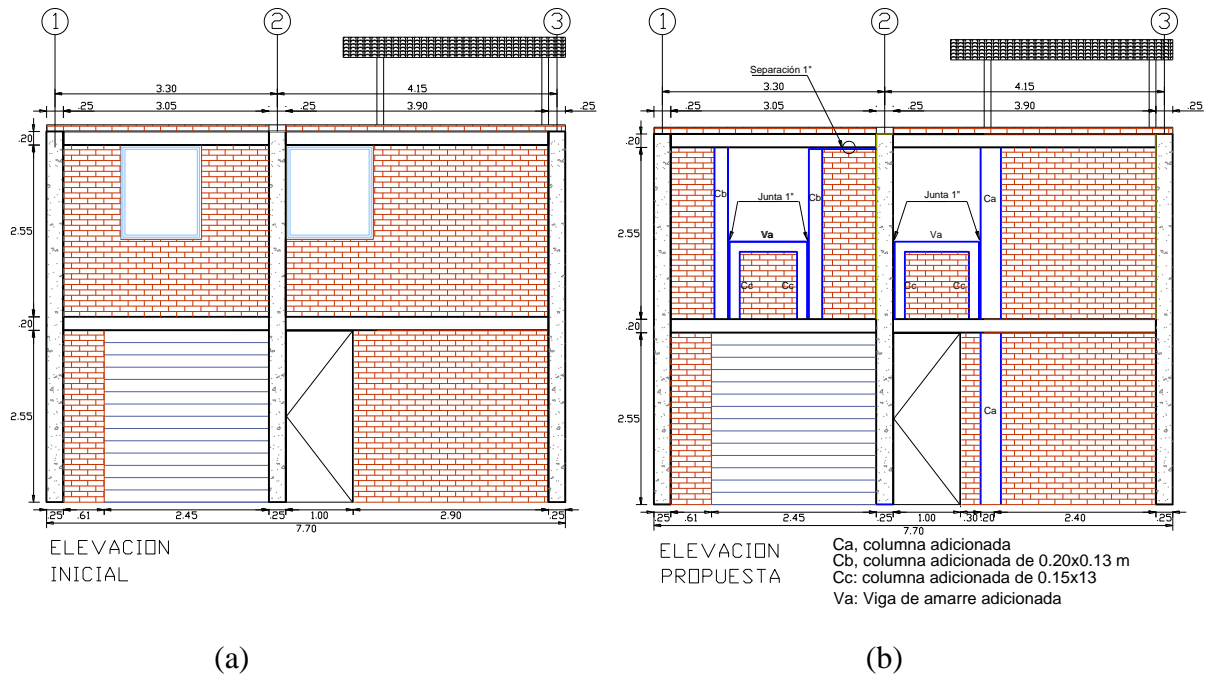 1 2 3
3.30 4.15
.25 3.05 .25 3.90 .25
.20
2.55
.20
2.55
.25 .61 2.45 .25 1.00 2.90 .25
7.70
ELEVACION
INICIAL
(a)
1 2 3
Separación 1"
3.30 4.15
.25 3.05 .25 3.90 .25
.20
Cb Junta 1" Cb Junta 1" Ca
2.55 Va Va
Cc Cc Cc Cc
.20
2.55 Ca
.25 .61 2.45 .25 1.00 .30 .20 2.40 .25
7.70
ELEVACION
PROPUESTA
Ca, columna adicionada
Cb, columna adicionada de 0.20x0.13 m
Cc: columna adicionada de 0.15x13
Va: Viga de amarre adicionada
(b)